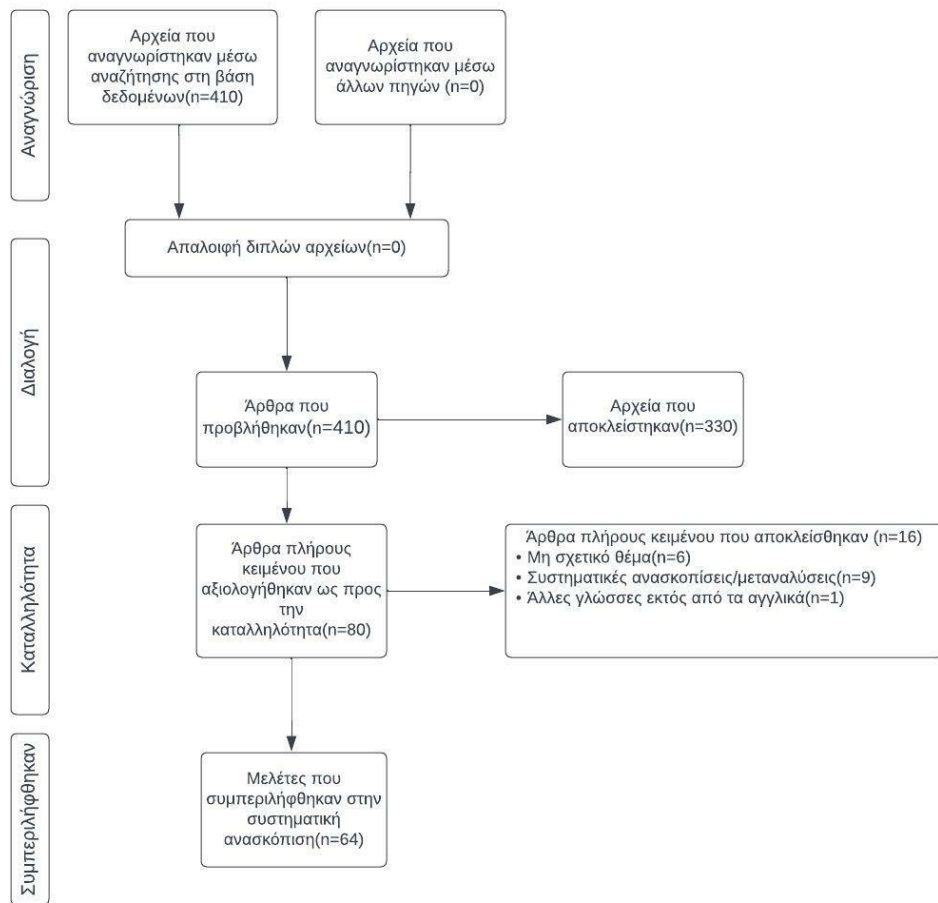 Αναγνώριση
Αρχεία που
αναγνωρίστηκαν μέσω
αναζήτησης στη βάση
δεδομένων(n=410)
Αρχεία που
αναγνωρίστηκαν μέσω
άλλων πηγών (n=0)
Διαλογή
Απαλοιφή διπλών αρχείων(n=0)
Άρθρα που
προβλήθηκαν(n=410)
Αρχεία που
αποκλείστηκαν(n=330)
Καταλληλότητα
Άρθρα πλήρους
κειμένου που
αξιολογήθηκαν ως προς
την
καταλληλότητα(n=80)
Άρθρα πλήρους κειμένου που αποκλείσθηκαν (n=16)
• Μη σχετικό θέμα(n=6)
• Συστηματικές ανασκοπίσεις/μεταναλύσεις(n=9)
• Άλλες γλώσσες εκτός από τα αγγλικά(n=1)
Συμπεριλήφθηκαν
Μελέτες που
συμπεριλήφθηκαν στην
συστηματική
ανασκόπιση(n=64)